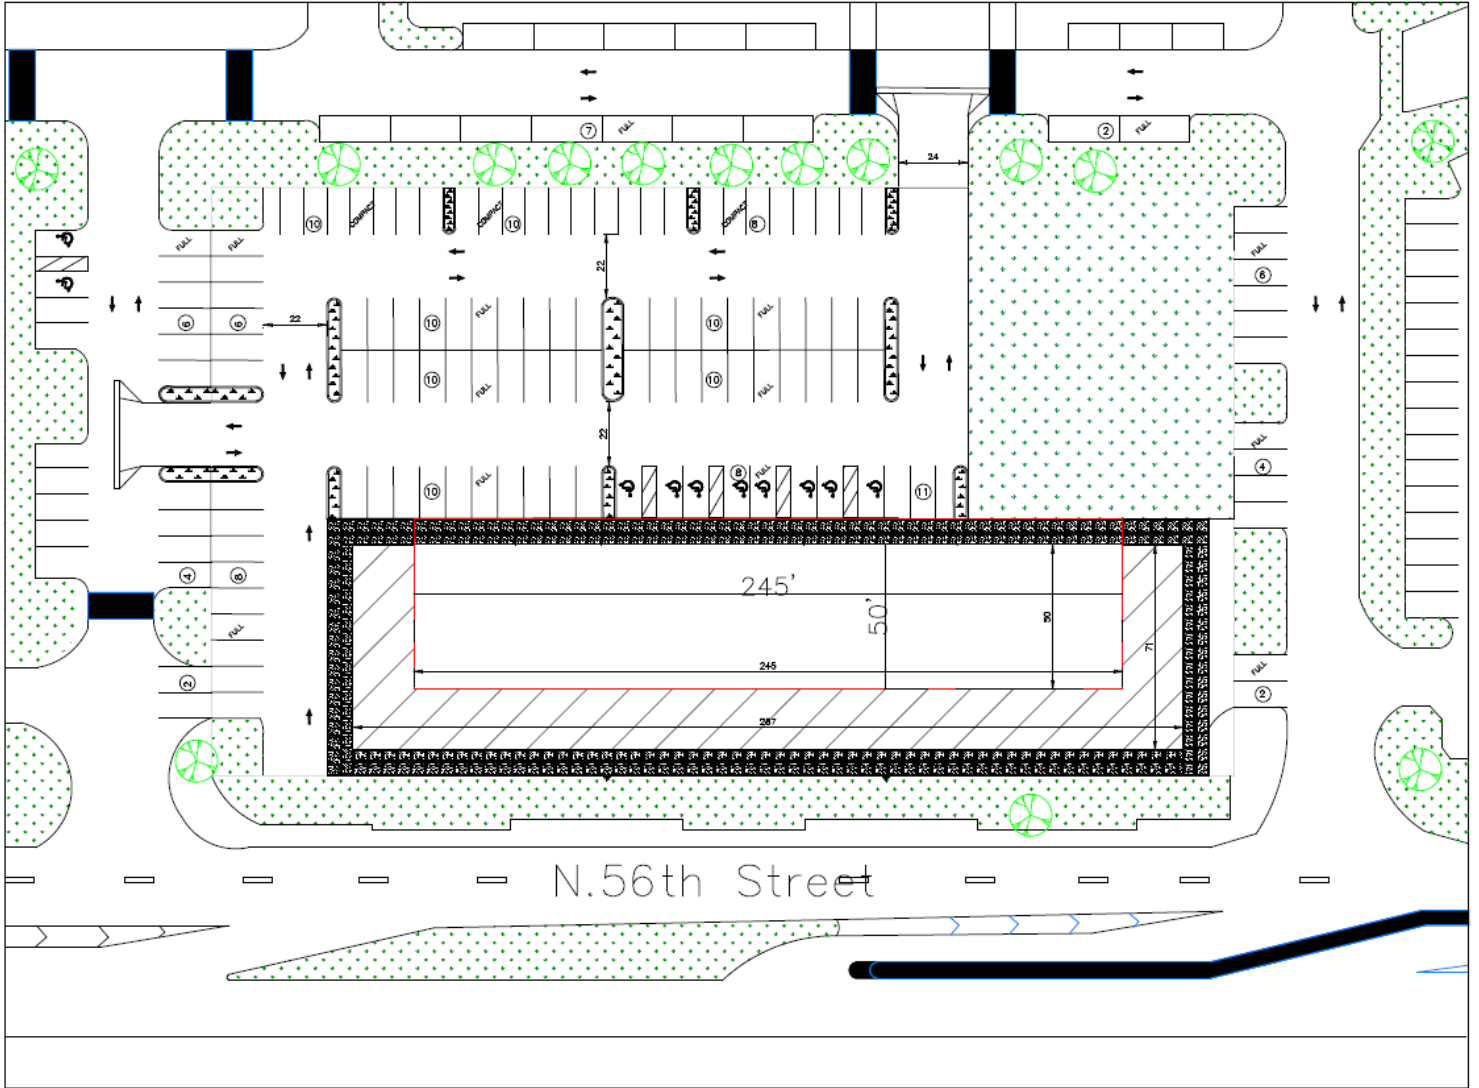 7 FULL
2 FULL
24
10 COMPACT
COMPACT 10
COMPACT 8
FULL FULL
22
FULL
6
6 6
22
10 FULL
10 FULL
10 FULL
10 FULL
22
FULL
4
10 FULL
8 FULL
11
245'
50'
50
71
4 8
FULL
245
FULL
2
2
267
N.56th Street